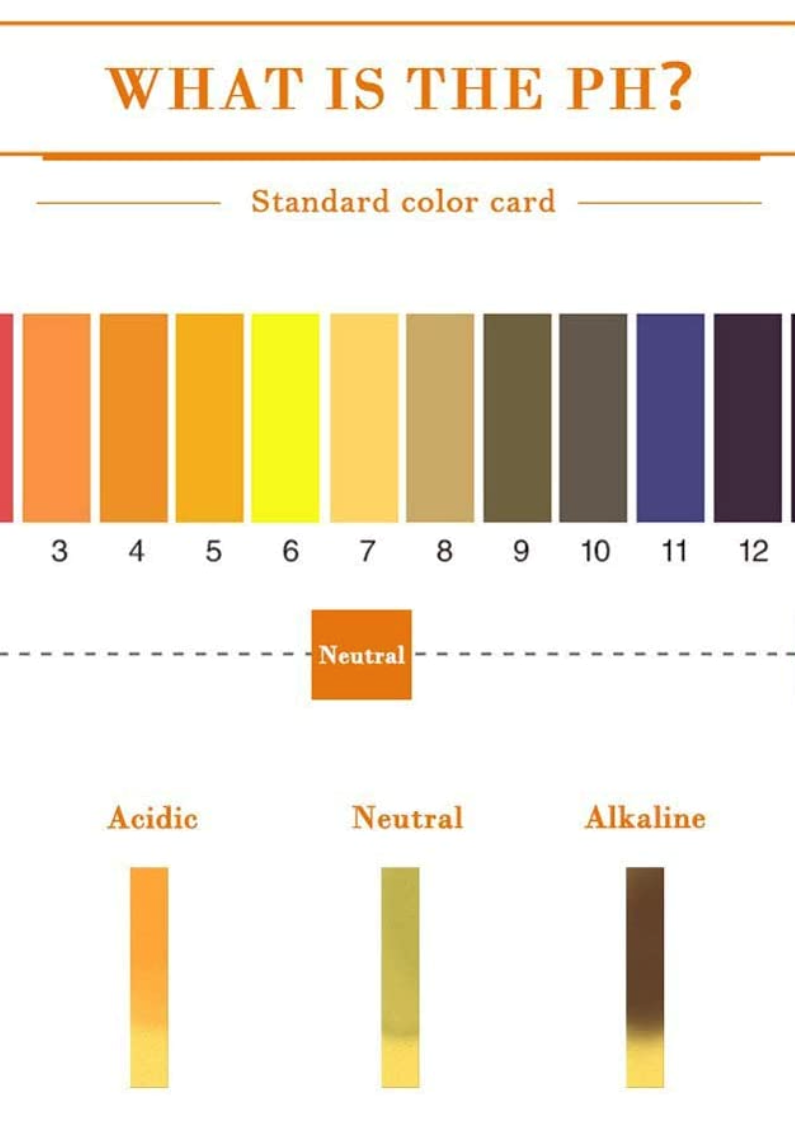 WHAT IS THE PH?
Standard color card
3 4 5 6 7 8 9 10 11 12
Neutral
Acidic Neutral Alkaline